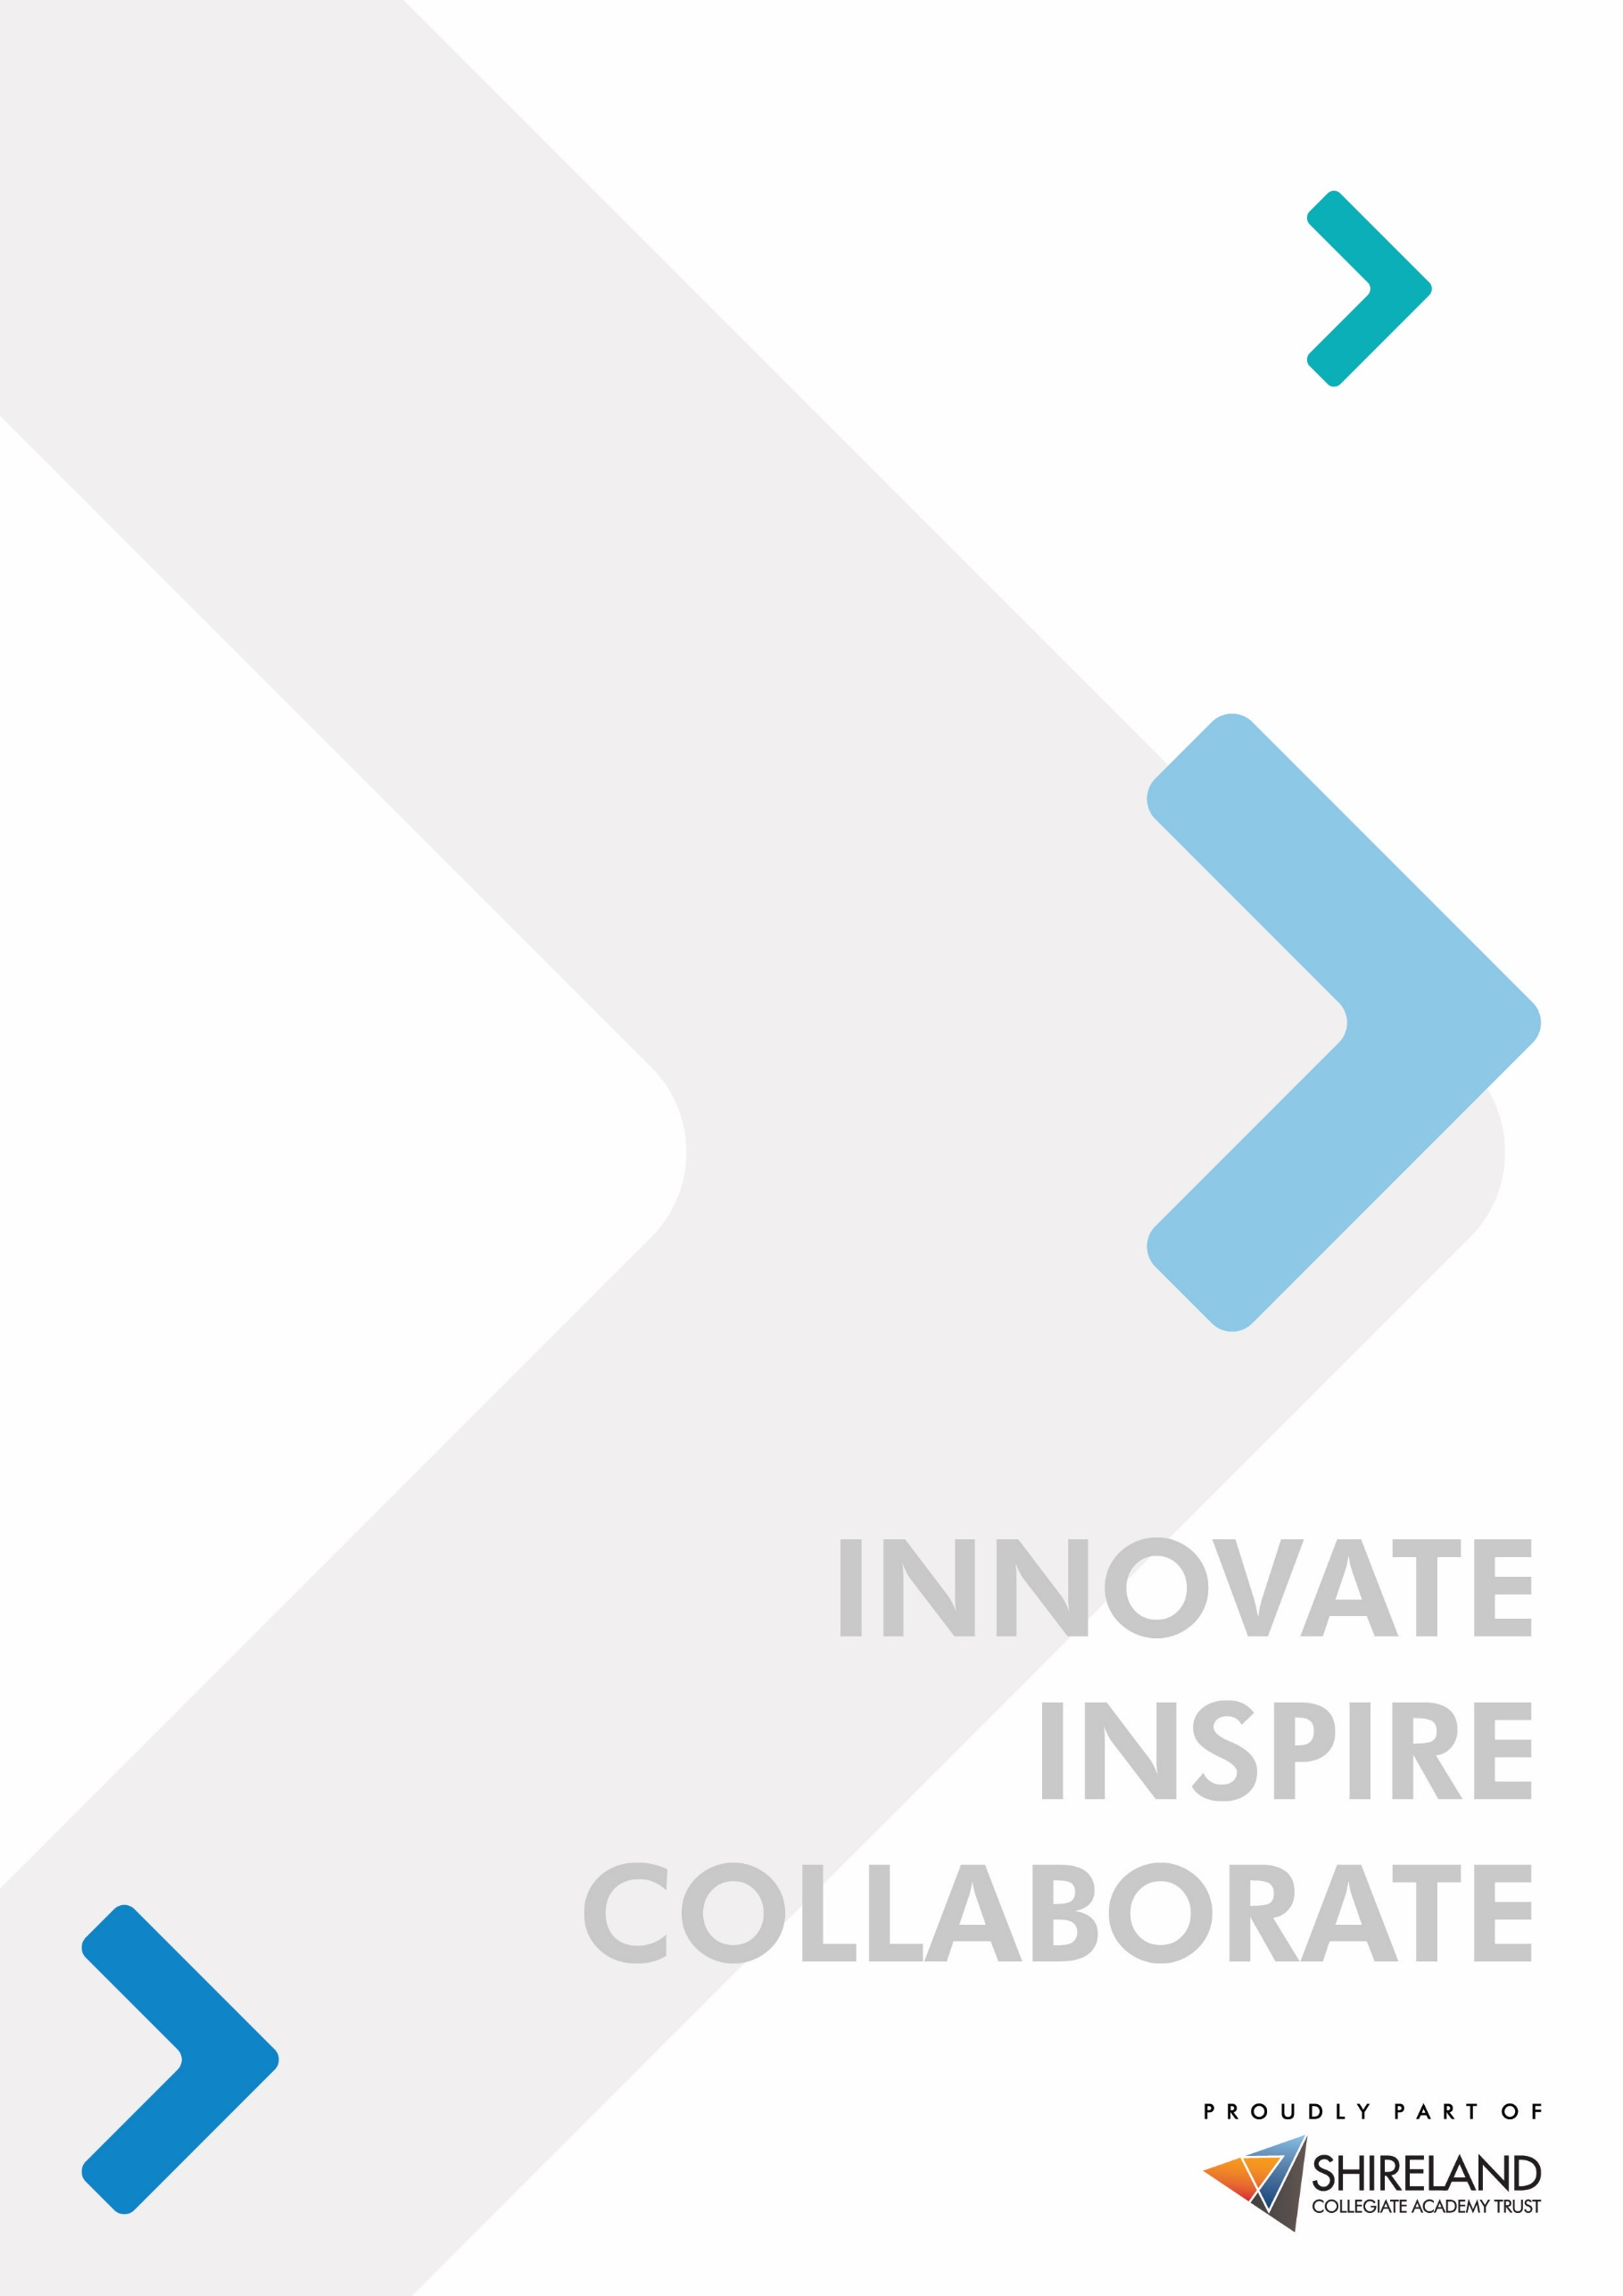 INNOVATE
INSPIRE
COLLABORATE
PROUDLY PART OF
SHIRELAND
COLLEGIATE ACADEMY TRUST